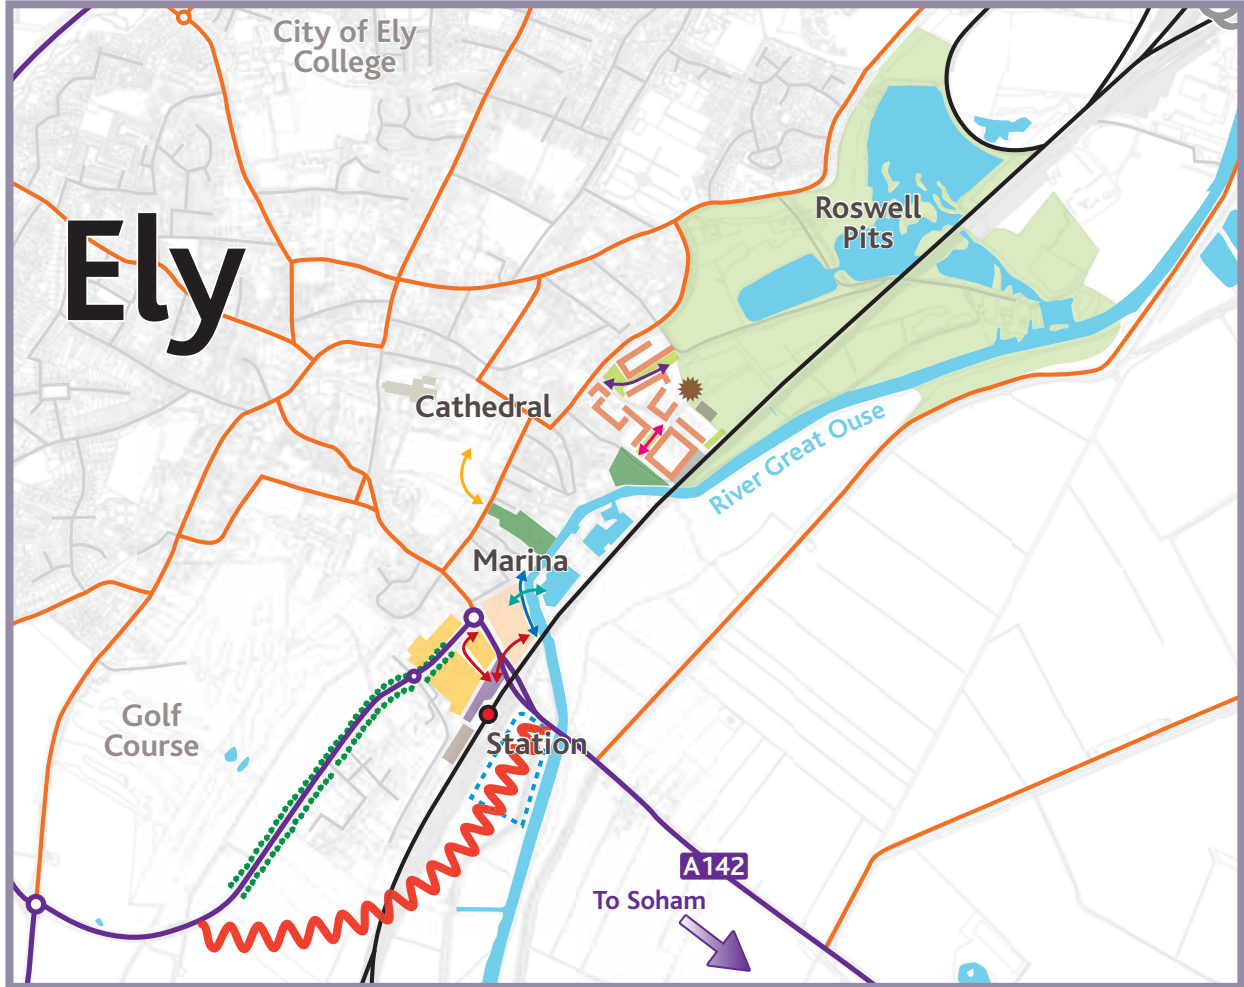 City of Ely
College
Ely
Roswell
Pits
Cathedral
River Great Ouse
Marina
Golf
Course
Station
A142
To Soham